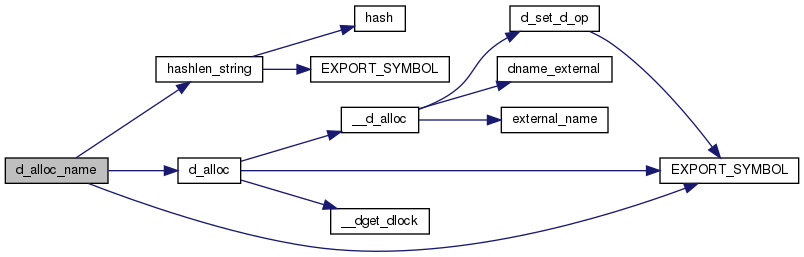 d_set_d_op
hash
hashlen_string
EXPORT_SYMBOL
dname_external
__d_alloc
external_name
d_alloc_name
d_alloc
EXPORT_SYMBOL
__dget_dlock